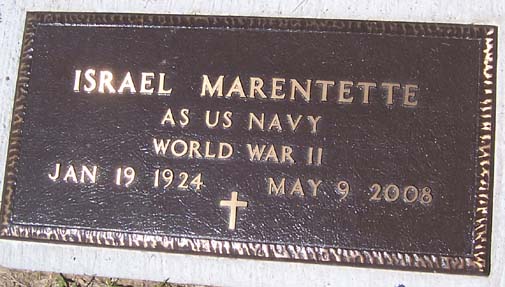 ISRAEL MARENTETTE
AS US NAVY
WORLD WAR II
JAN 19 1924 MAY 9 2008